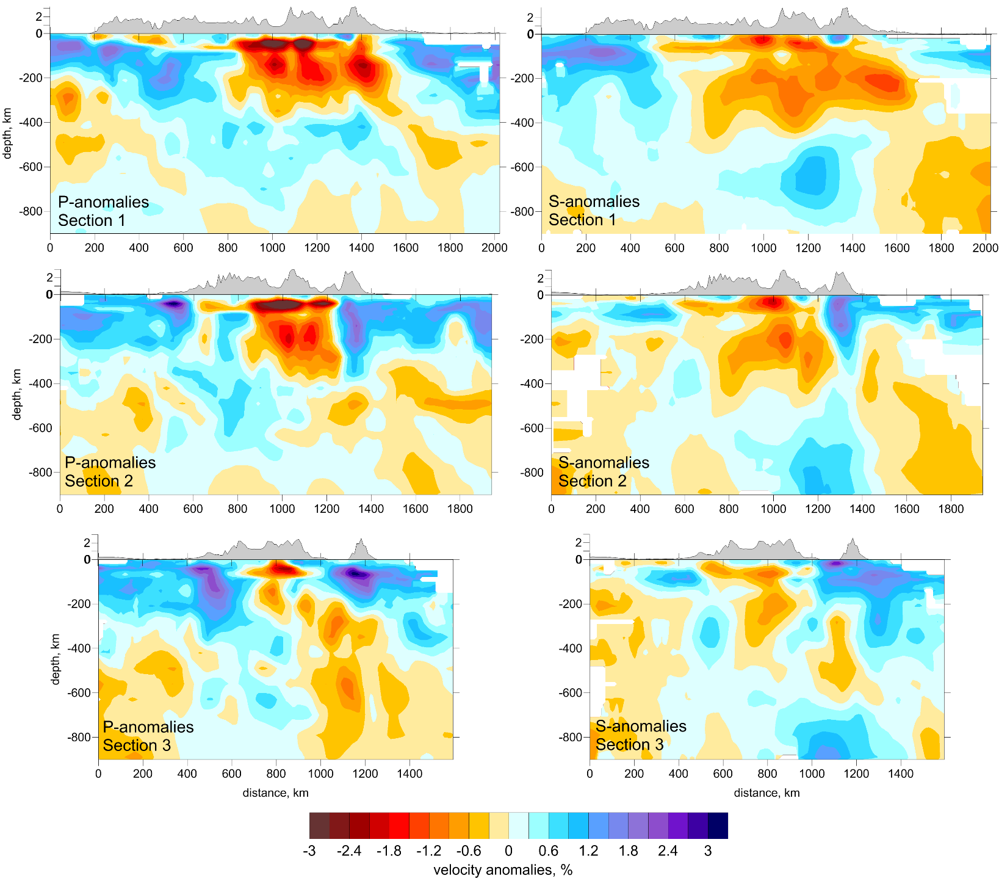 2
0
-200
-400
-600
-800
depth, km
P-anomalies
Section 1
0 200 400 600 800 1000 1200 1400 1600 1800 2000
2
0
-200
-400
-600
-800
S-anomalies
Section 1
0 200 400 600 800 1000 1200 1400 1600 1800 2000
2
0
-200
-400
-600
-800
depth, km
P-anomalies
Section 2
0 200 400 600 800 1000 1200 1400 1600 1800
2
0
-200
-400
-600
-800
S-anomalies
Section 2
0 200 400 600 800 1000 1200 1400 1600 1800
2
0
-200
-400
-600
-800
depth, km
P-anomalies
Section 3
0 200 400 600 800 1000 1200 1400
distance, km
2
0
-200
-400
-600
-800
S-anomalies
Section 3
0 200 400 600 800 1000 1200 1400
distance, km
-3 -2.4 -1.8 -1.2 -0.6 0 0.6 1.2 1.8 2.4 3
velocity anomalies, %